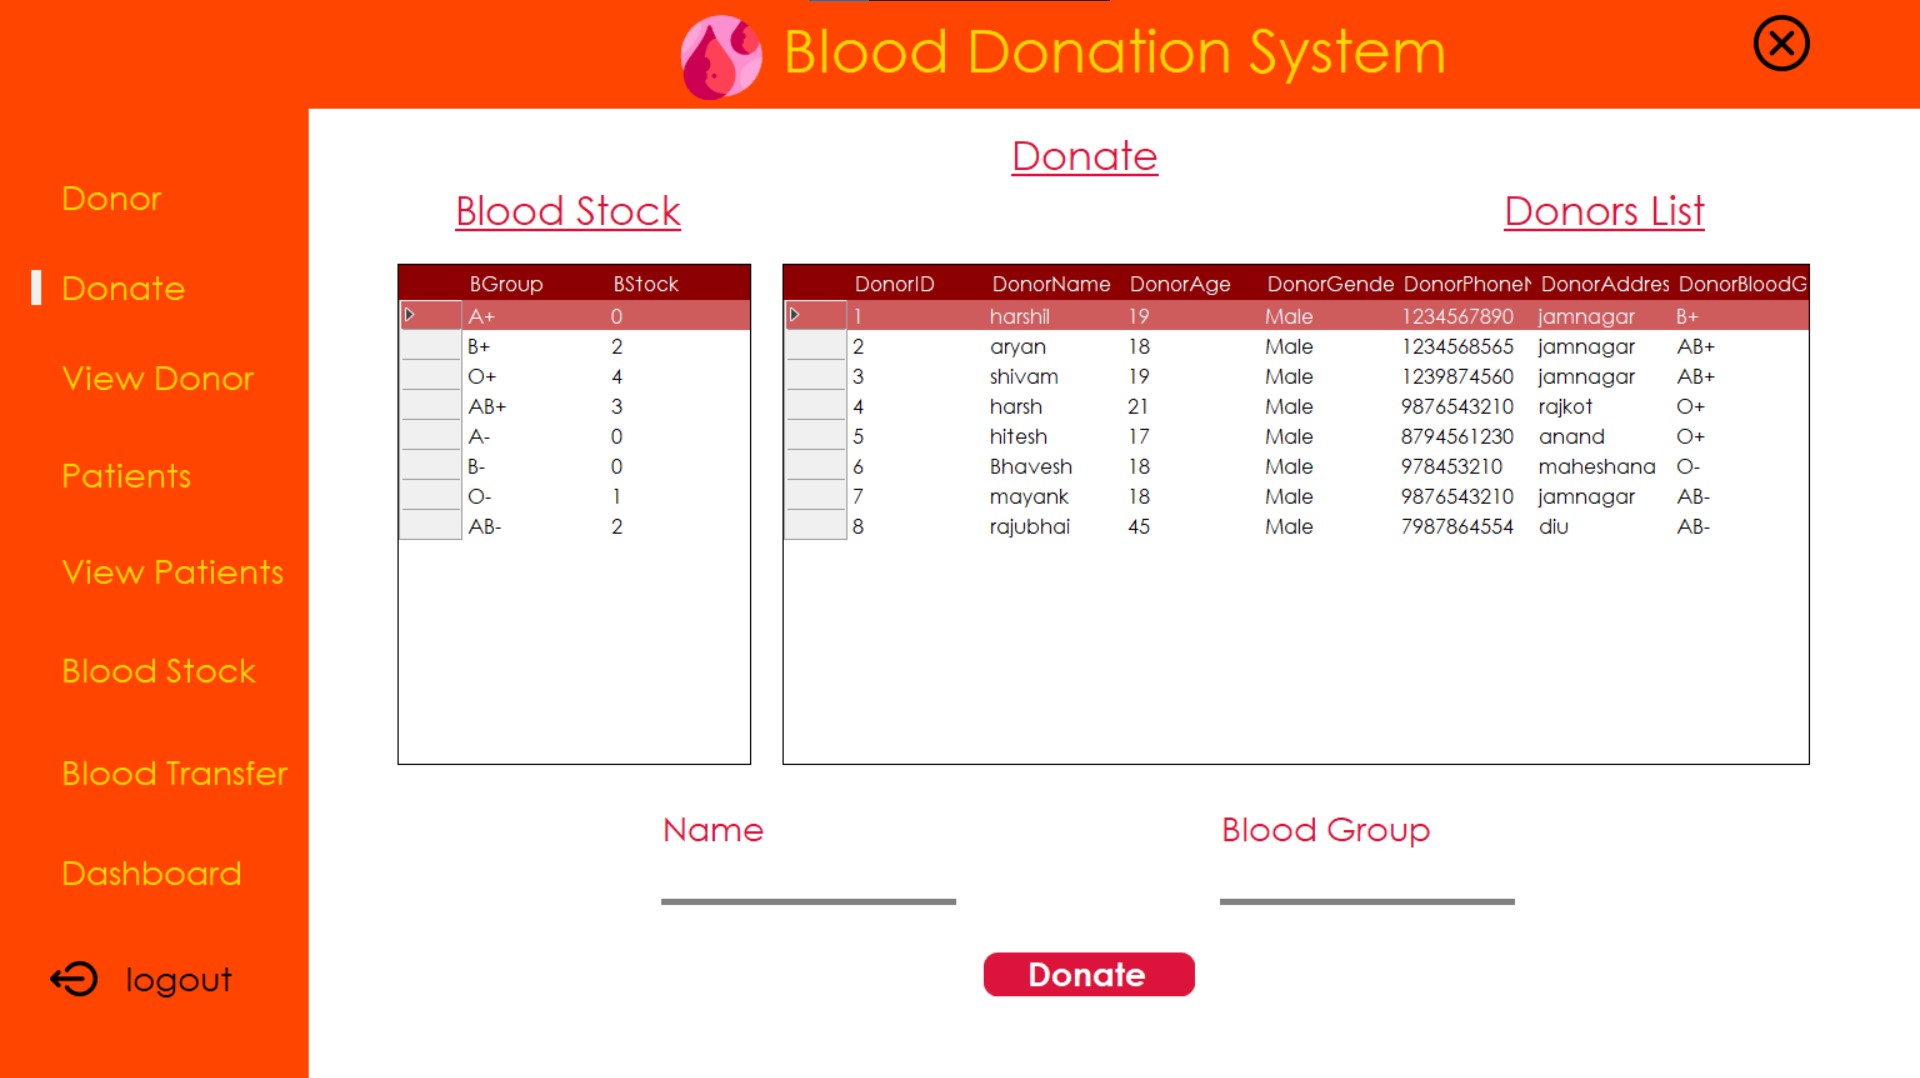 Blood Donation System
Donor
Donate
View Donor
Patients
View Patients
Blood Stock
Blood Transfer
Dashboard
logout
Donate
Blood Stock
Donors List
BGroup BStock
A+ 0
B+ 2
O+ 4
AB+ 3
A- 0
B- 0
O- 1
AB- 2
DonorID DonorName DonorAge DonorGende DonorPhoneN DonorAddres DonorBloodG
1 harshil 19 Male 1234567890 jamnagar B+
2 aryan 18 Male 1234568565 jamnagar AB+
3 shivam 19 Male 1239874560 jamnagar AB+
4 harsh 21 Male 9876543210 rajkot O+
5 hitesh 17 Male 8794561230 anand O+
6 Bhavesh 18 Male 978453210 maheshana O-
7 mayank 18 Male 9876543210 jamnagar AB-
8 rajubhai 45 Male 7987864554 diu AB-
Name
Blood Group
Donate